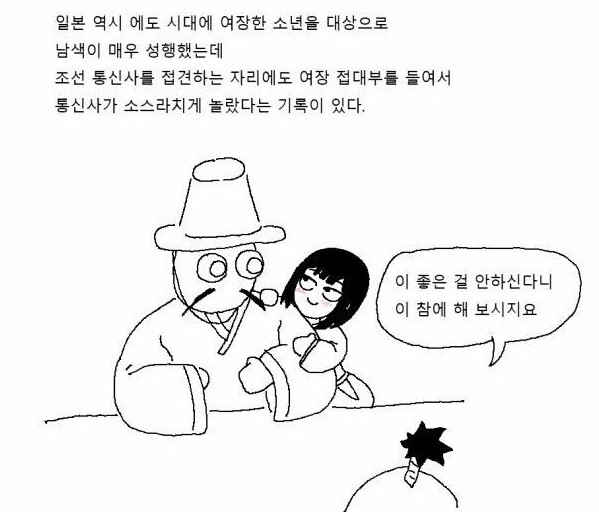 일본 역시 에도 시대에 여장한 소년을 대상으로
남색이 매우 성행했는데
조선 통신사를 접견하는 자리에도 여장 접대부를 들여서
통신사가 소스라치게 놀랐다는 기록이 있다.
이 좋은 걸 안하신다니
이 참에 해 보시지요